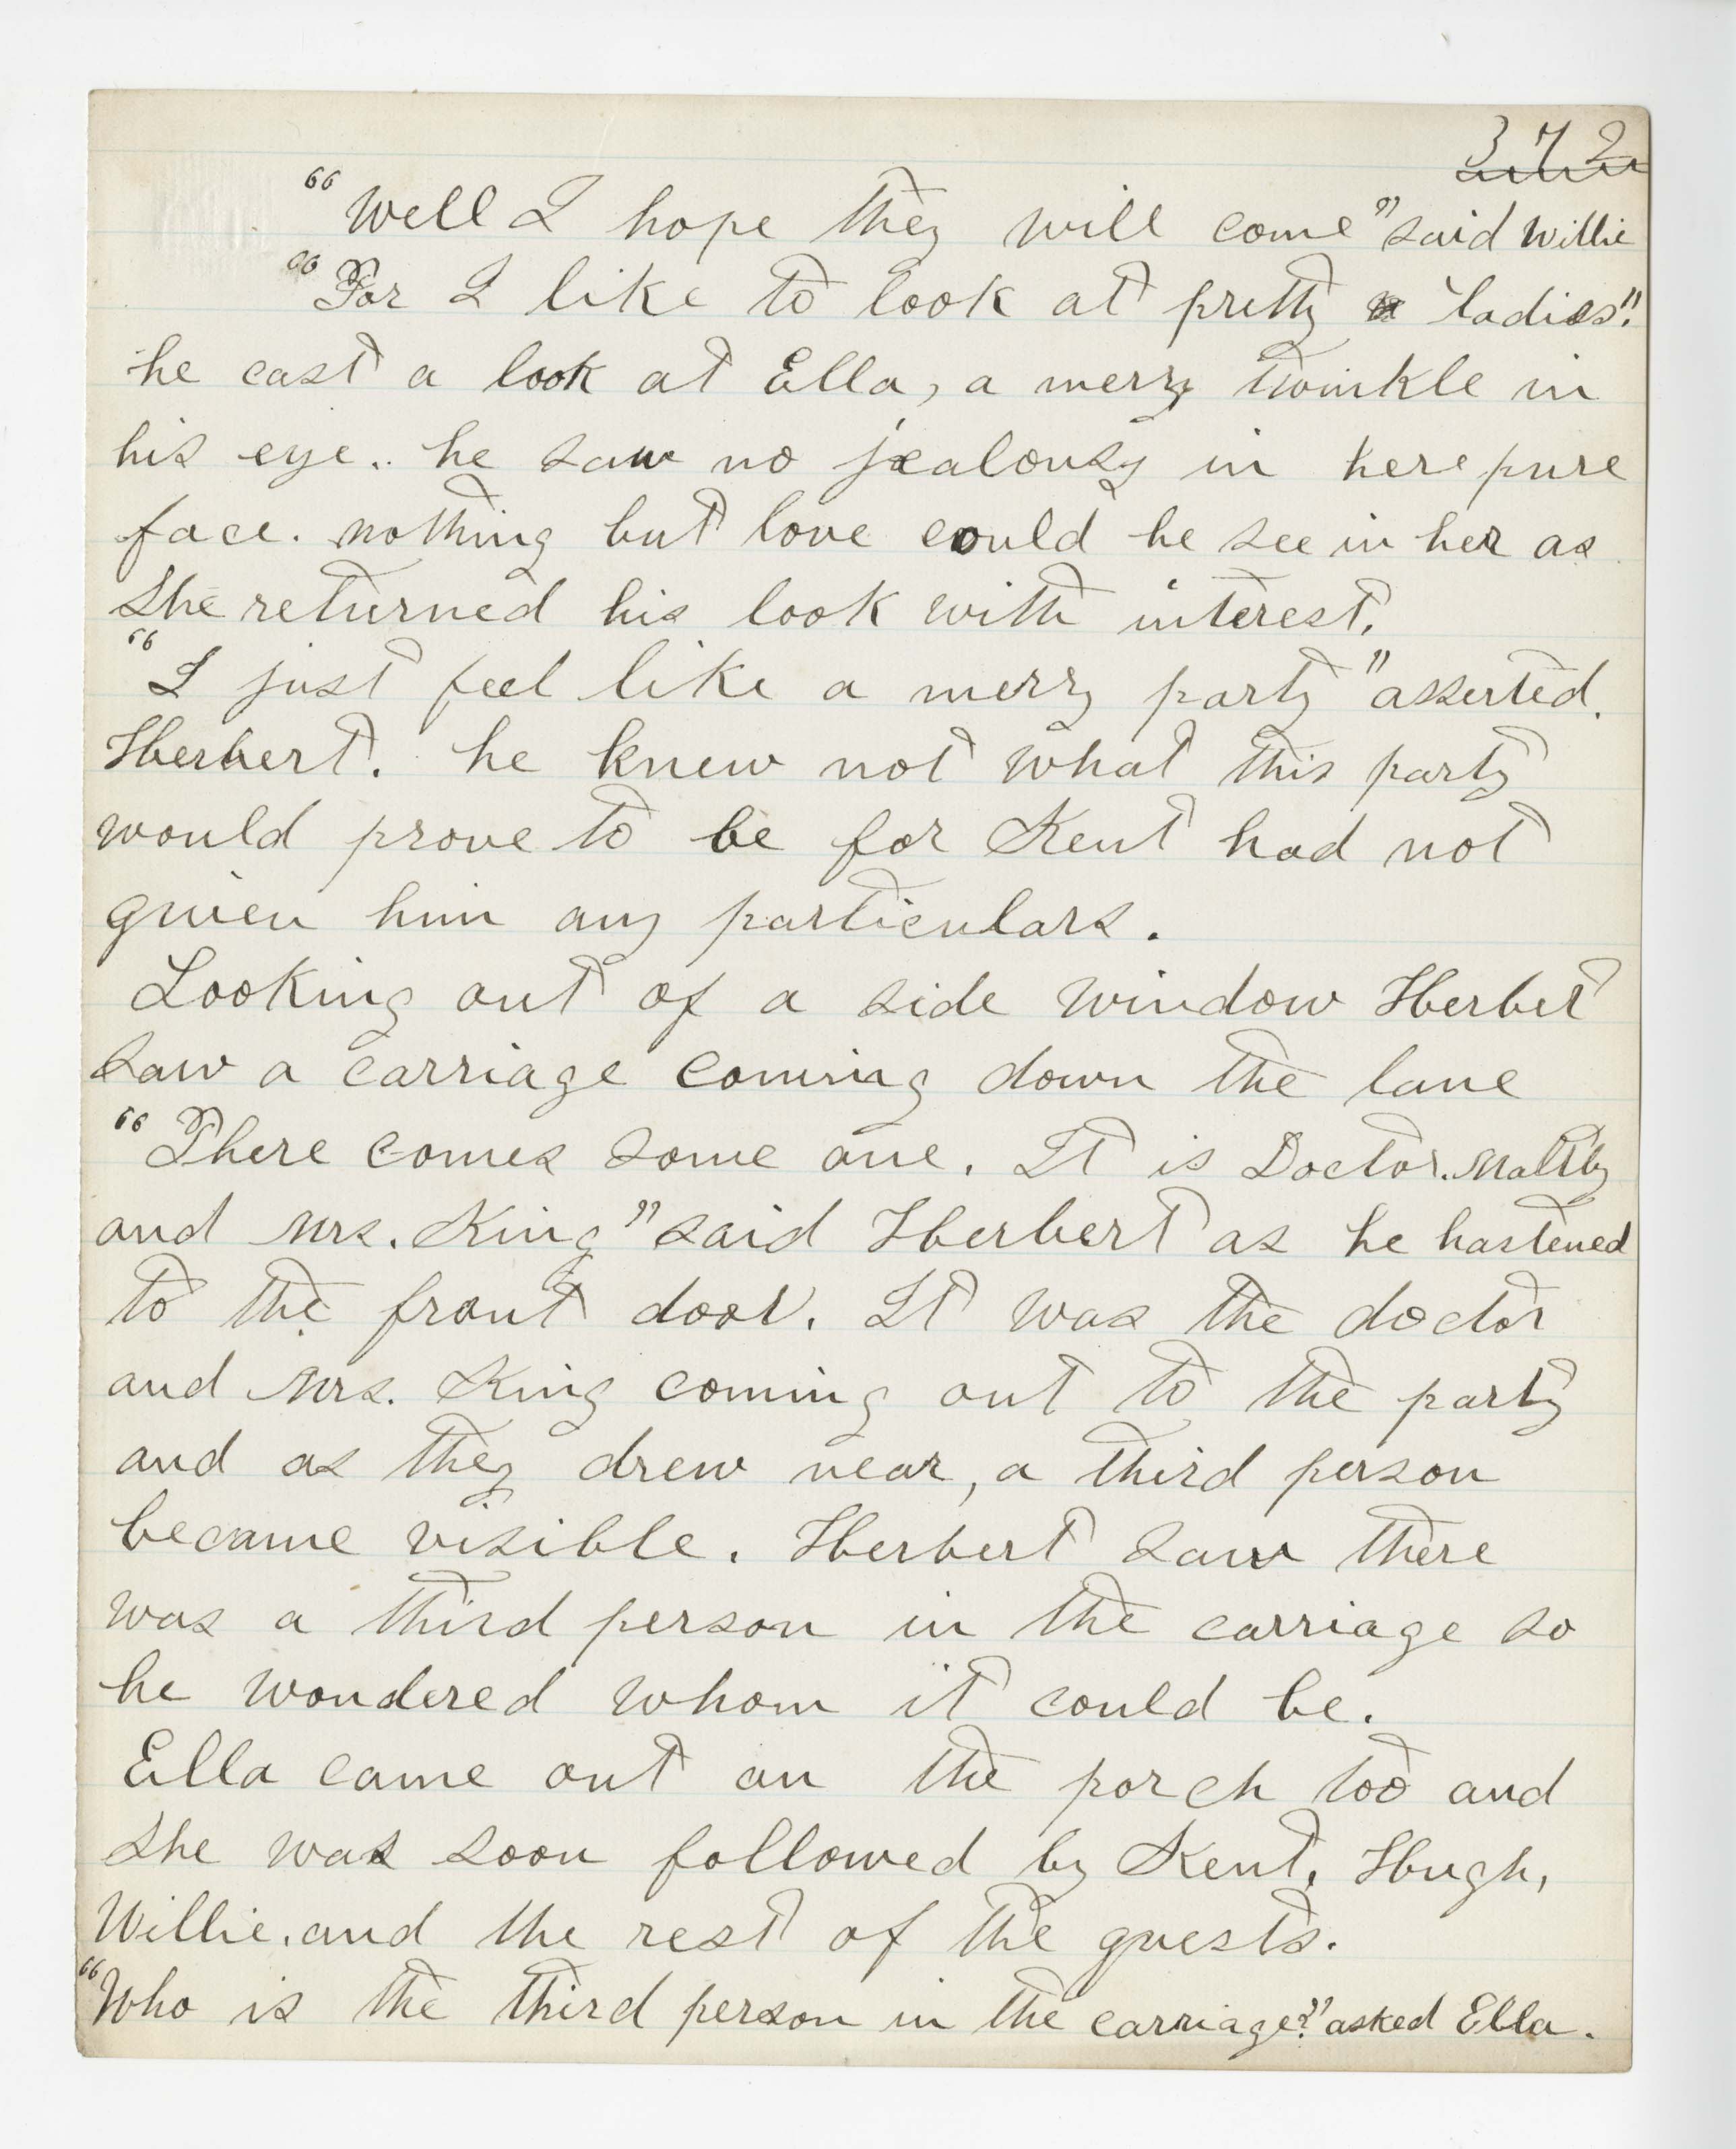 372
"Well I hope they will come" said Willie
"For I like to look at pretty ladies".
he cast a look at Ella, a merry twinkle in
his eye.. he saw no jealousy in here pure
face. nothing but love could he see in her as
she returned his look with interest.
"I just feel like a merry party" asserted.
Herbert. he knew not what this party
would prove to be for Kent had not
given him any particulars.
Looking out of a side window Herbet
saw a carriage coming down the lane
"There comes some one. It is Doctor. Maltby
and Mrs. King" said Herbert as he hastened
to the front door. It was the doctor
and Mrs. King coming out to the party
and as they drew near, a third person
became visible. Herbert saw there
was a third person in the carriage so
he wondered whom it could be.
Ella came out on the porch too and
she was soon followed by Kent, Hugh,
Willie, and the rest of the guests.
"Who is the third person in the carriage?" asked Ella.